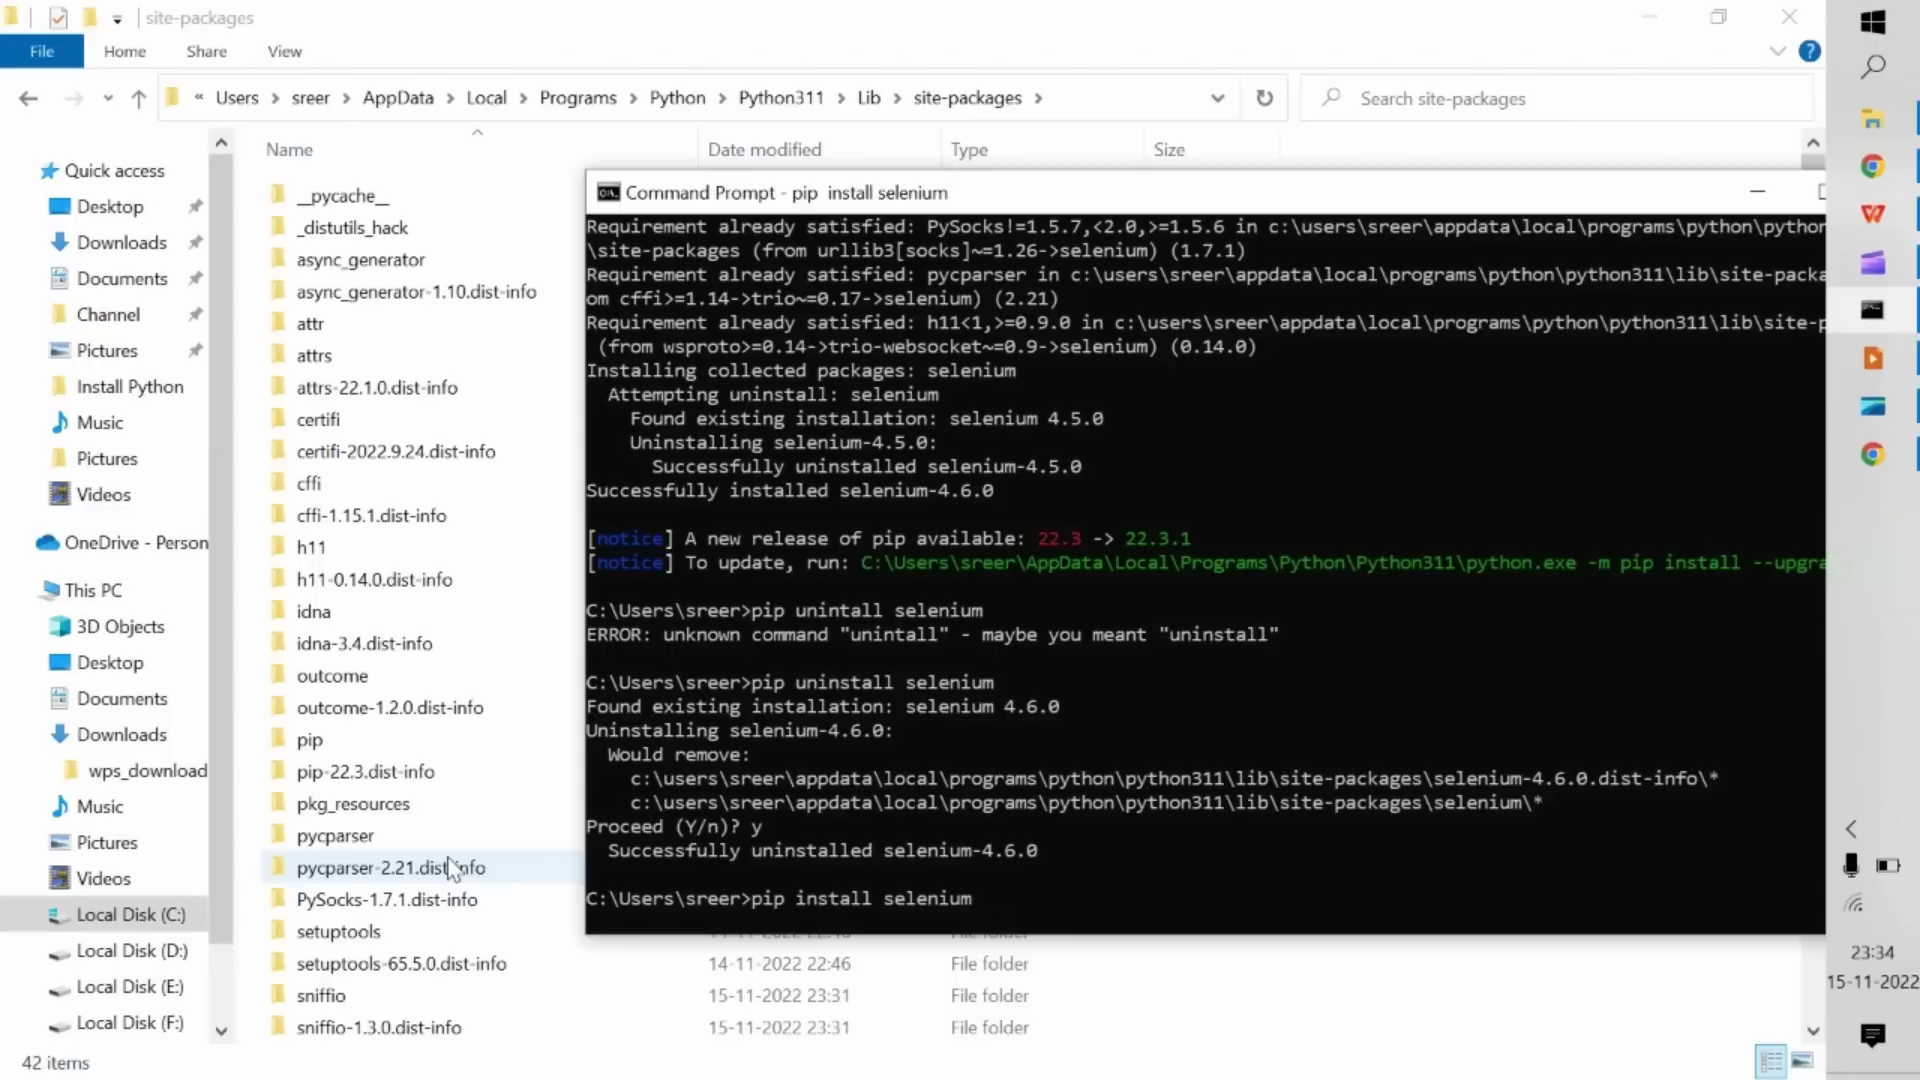 site-packages
File Home Share View
« Users > sreer > AppData > Local > Programs > Python > Python311 > Lib > site-packages >
Search site-packages
Name Date modified Type Size
Quick access
Desktop
Downloads
Documents
Channel
Pictures
Install Python
Music
Pictures
Videos
OneDrive - Person
This PC
3D Objects
Desktop
Documents
Downloads
wps_download
Music
Pictures
Videos
Local Disk (C:)
Local Disk (D:)
Local Disk (E:)
Local Disk (F:)
__pycache__
_distutils_hack
async_generator
async_generator-1.10.dist-info
attr
attrs
attrs-22.1.0.dist-info
certifi
certifi-2022.9.24.dist-info
cffi
cffi-1.15.1.dist-info
h11
h11-0.14.0.dist-info
idna
idna-3.4.dist-info
outcome
outcome-1.2.0.dist-info
pip
pip-22.3.dist-info
pkg_resources
pycparser
pycparser-2.21.dist-info
PySocks-1.7.1.dist-info
setuptools
setuptools-65.5.0.dist-info 14-11-2022 22:46 File folder
sniffio 15-11-2022 23:31 File folder
sniffio-1.3.0.dist-info 15-11-2022 23:31 File folder
42 items
Command Prompt - pip  install selenium
Requirement already satisfied: PySocks!=1.5.7,<2.0,>=1.5.6 in c:\users\sreer\appdata\local\programs\python\python
\site-packages (from urllib3[socks]~=1.26->selenium) (1.7.1)
Requirement already satisfied: pycparser in c:\users\sreer\appdata\local\programs\python\python311\lib\site-packa
om cffi>=1.14->trio~=0.17->selenium) (2.21)
Requirement already satisfied: h11<1,>=0.9.0 in c:\users\sreer\appdata\local\programs\python\python311\lib\site-p
(from wsproto>=0.14->trio-websocket~=0.9->selenium) (0.14.0)
Installing collected packages: selenium
Attempting uninstall: selenium
Found existing installation: selenium 4.5.0
Uninstalling selenium-4.5.0:
Successfully uninstalled selenium-4.5.0
Successfully installed selenium-4.6.0
[notice] A new release of pip available: 22.3 -> 22.3.1
[notice] To update, run: C:\Users\sreer\AppData\Local\Programs\Python\Python311\python.exe -m pip install --upgra
C:\Users\sreer>pip unintall selenium
ERROR: unknown command "unintall" - maybe you meant "uninstall"
C:\Users\sreer>pip uninstall selenium
Found existing installation: selenium 4.6.0
Uninstalling selenium-4.6.0:
Would remove:
c:\users\sreer\appdata\local\programs\python\python311\lib\site-packages\selenium-4.6.0.dist-info\*
c:\users\sreer\appdata\local\programs\python\python311\lib\site-packages\selenium\*
Proceed (Y/n)? y
Successfully uninstalled selenium-4.6.0
C:\Users\sreer>pip install selenium
23:34
15-11-2022